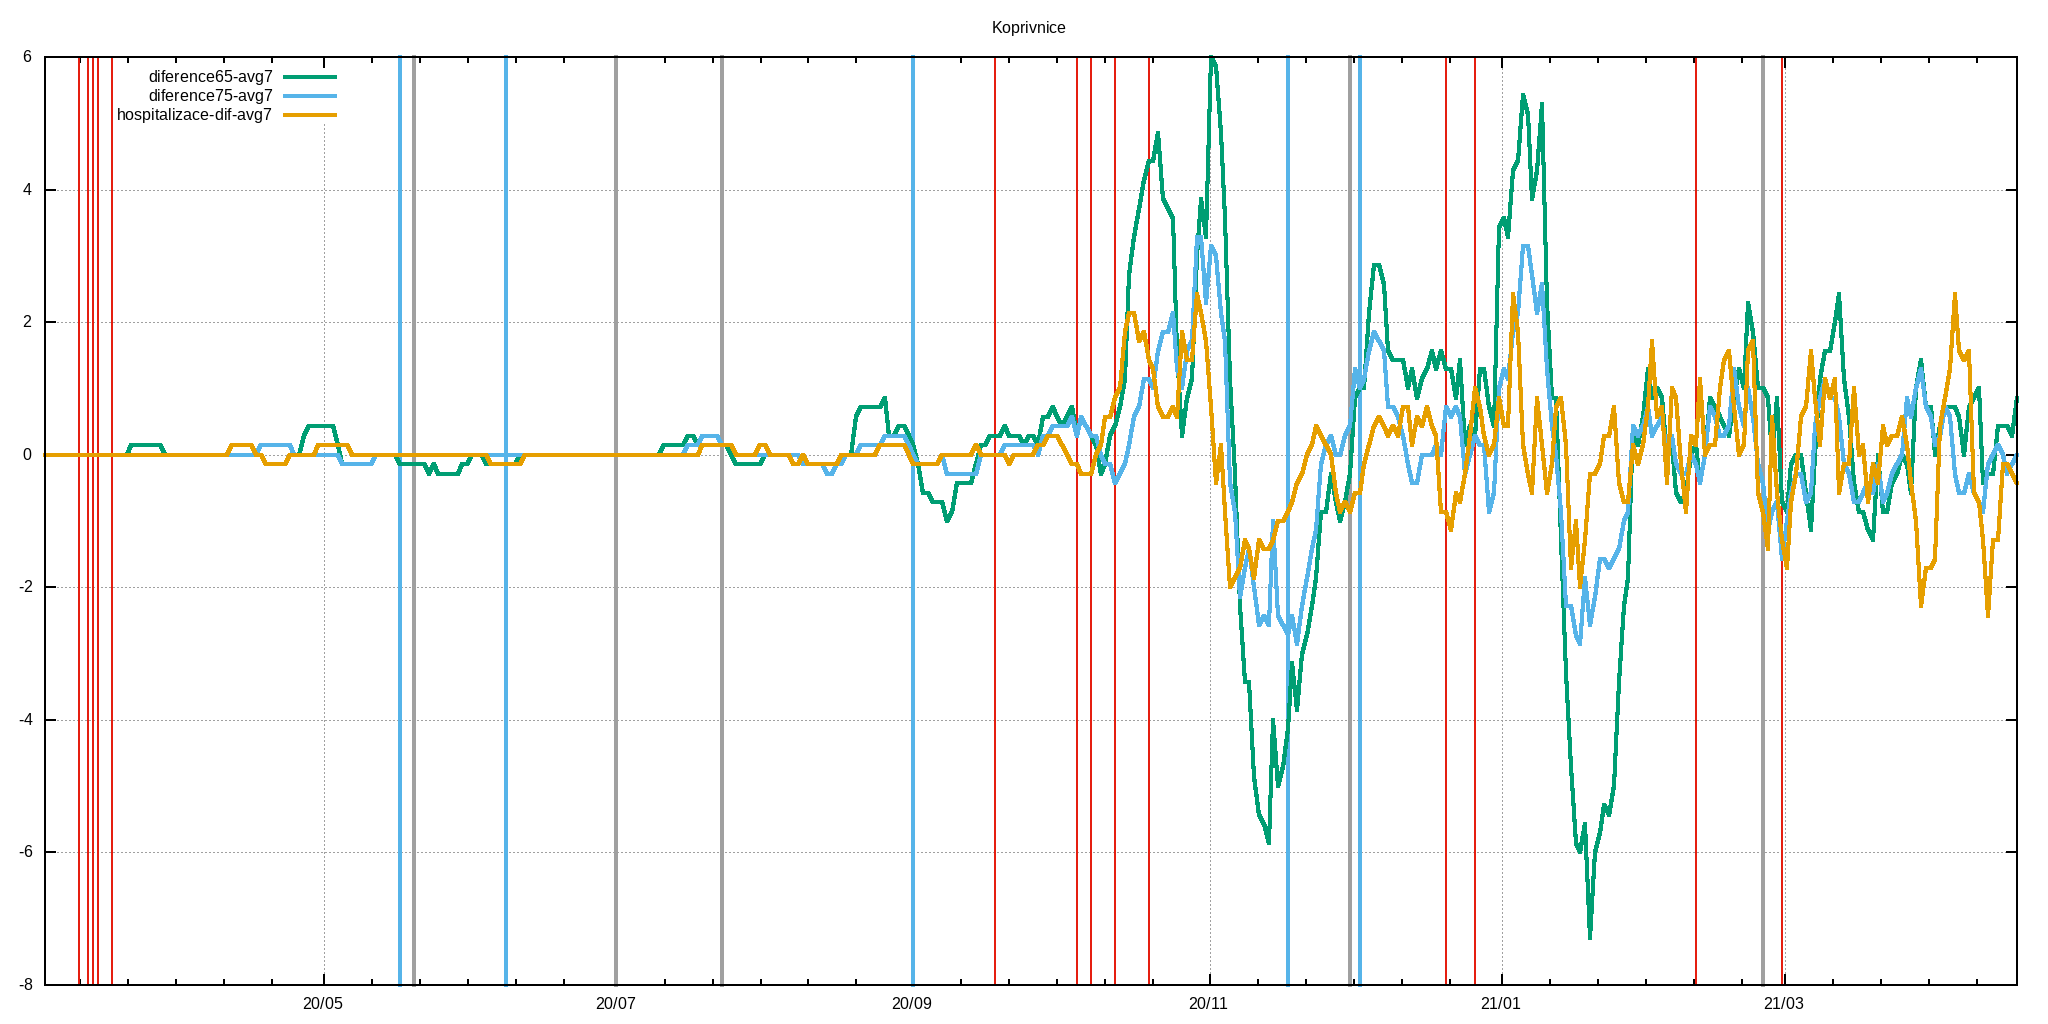 Koprivnice
6
diference65-avg7
diference75-avg7
hospitalizace-dif-avg7
4
2
0
-2
-4
-6
-8
20/05 20/07 20/09 20/11 21/01 21/03